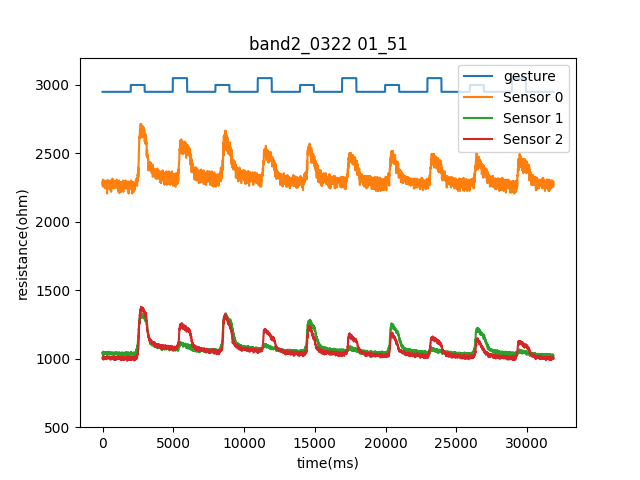 band2_0322 01_51
gesture
Sensor 0
Sensor 1
Sensor 2
3000
2500
2000
1500
1000
500
resistance(ohm)
0 5000 10000 15000 20000 25000 30000
time(ms)